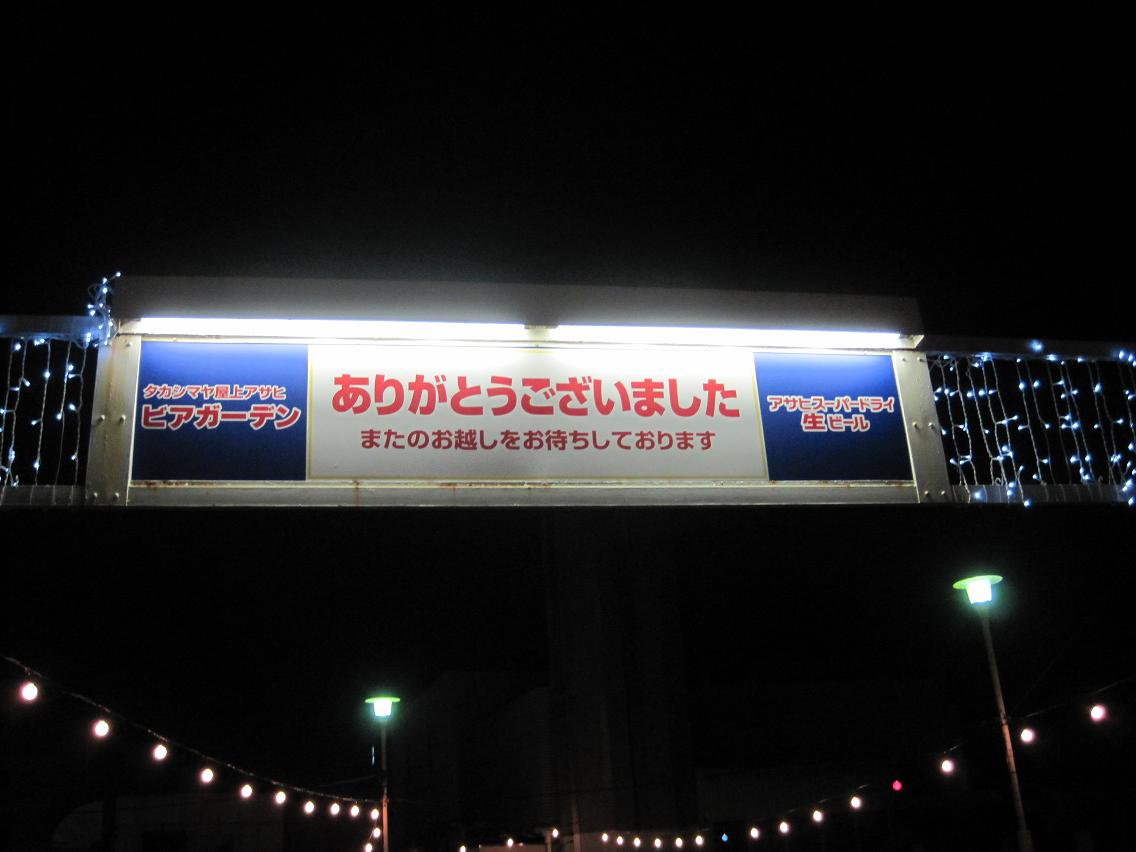 タカシマヤ屋上アサヒ
ビアガーデン
ありがとうございました
またのお越しをお待ちしております
アサヒスーパードライ
生ビール